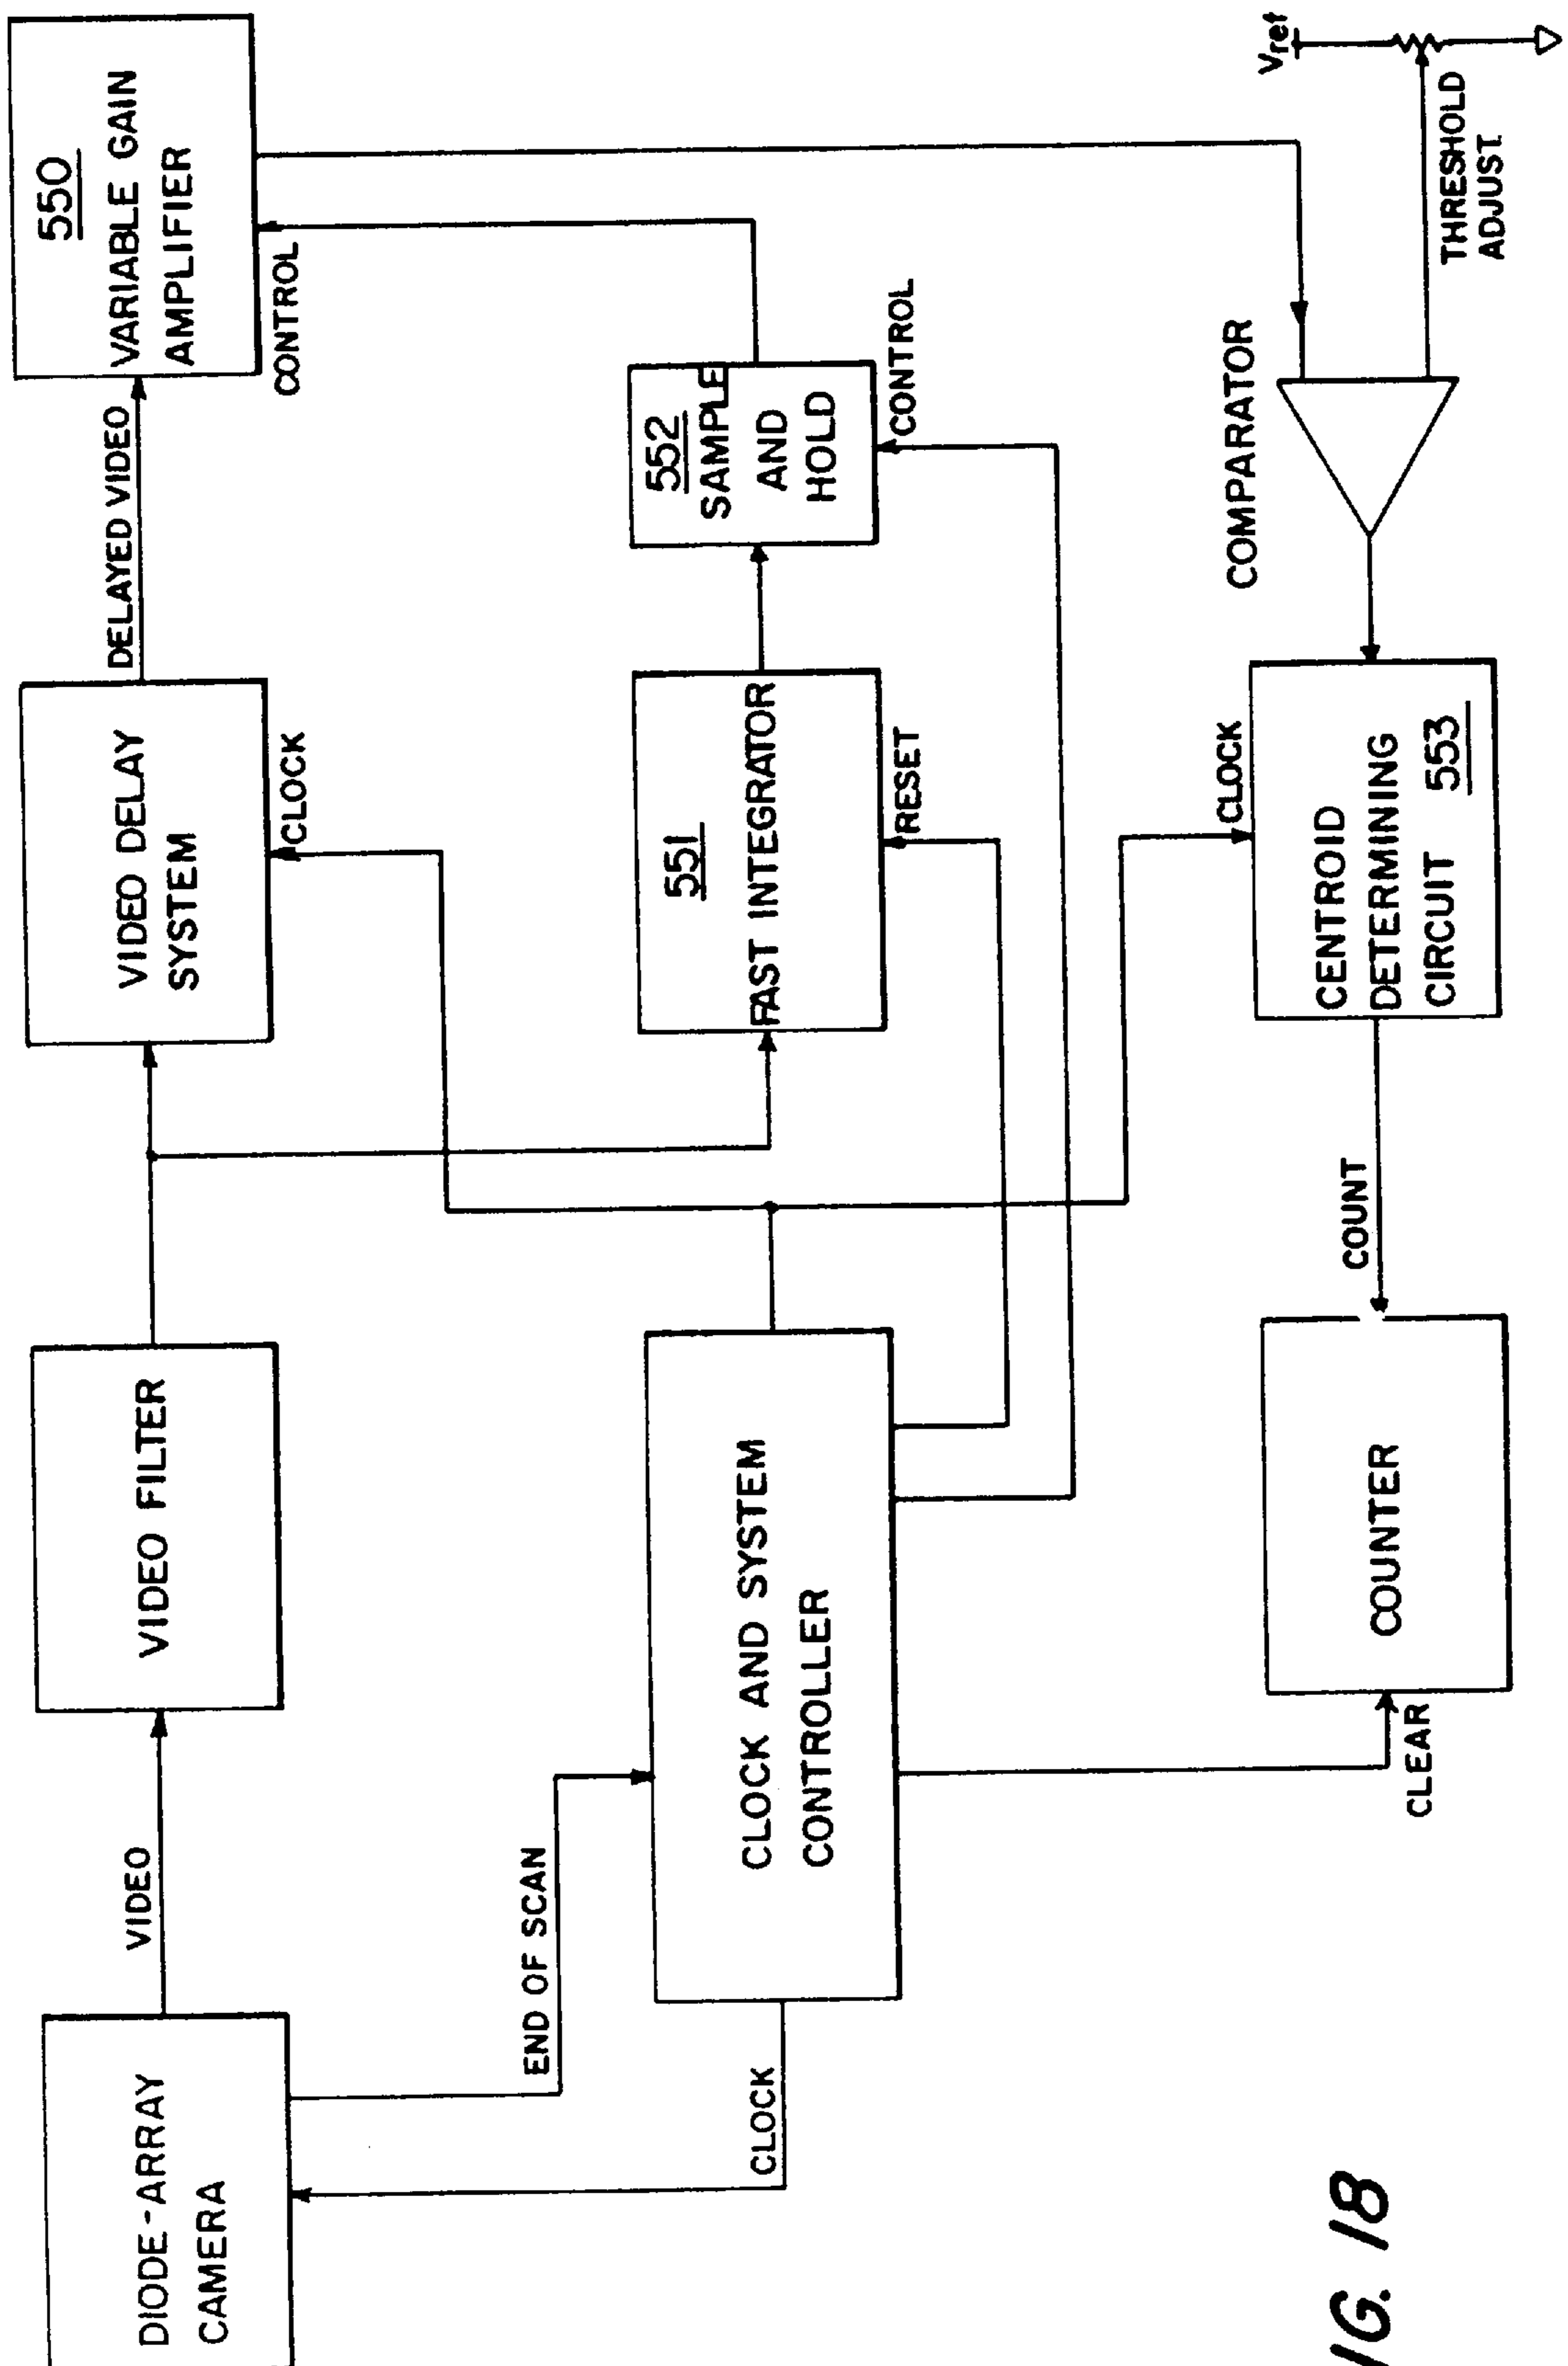 DIODE-ARRAY
CAMERA
VIDEO
VIDEO FILTER
VIDEO DELAY
SYSTEM
CLOCK
DELAYED VIDEO
550
VARIABLE GAIN
AMPLIFIER
CONTROL
END OF SCAN
CLOCK
CLOCK AND SYSTEM
CONTROLLER
551
FAST INTEGRATOR
RESET
552
SAMPLE
AND
HOLD
CONTROL
CLEAR
COUNTER
COUNT
CLOCK
CENTROID
DETERMINING
CIRCUIT 553
COMPARATOR
Vref
THRESHOLD
ADJUST
IG. 18